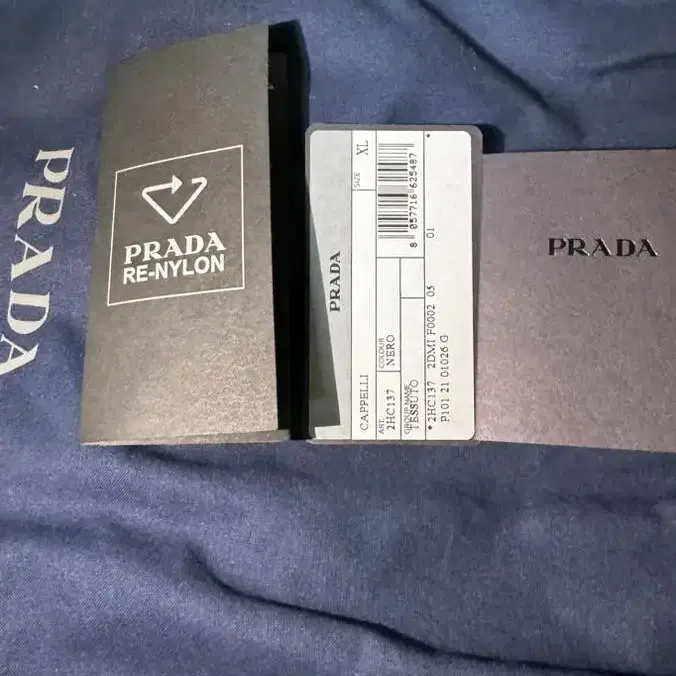 PRADA
PRADA
RE-NYLON
PRADA
CAPPELLI
SIZE XL
ART. 2HC137
COLOUR NERO
GROUP NAME TESSUTO
8 057716 625487
01
* 2HC137 2DMI F0002 05
P101 21 01026 G
PRADA